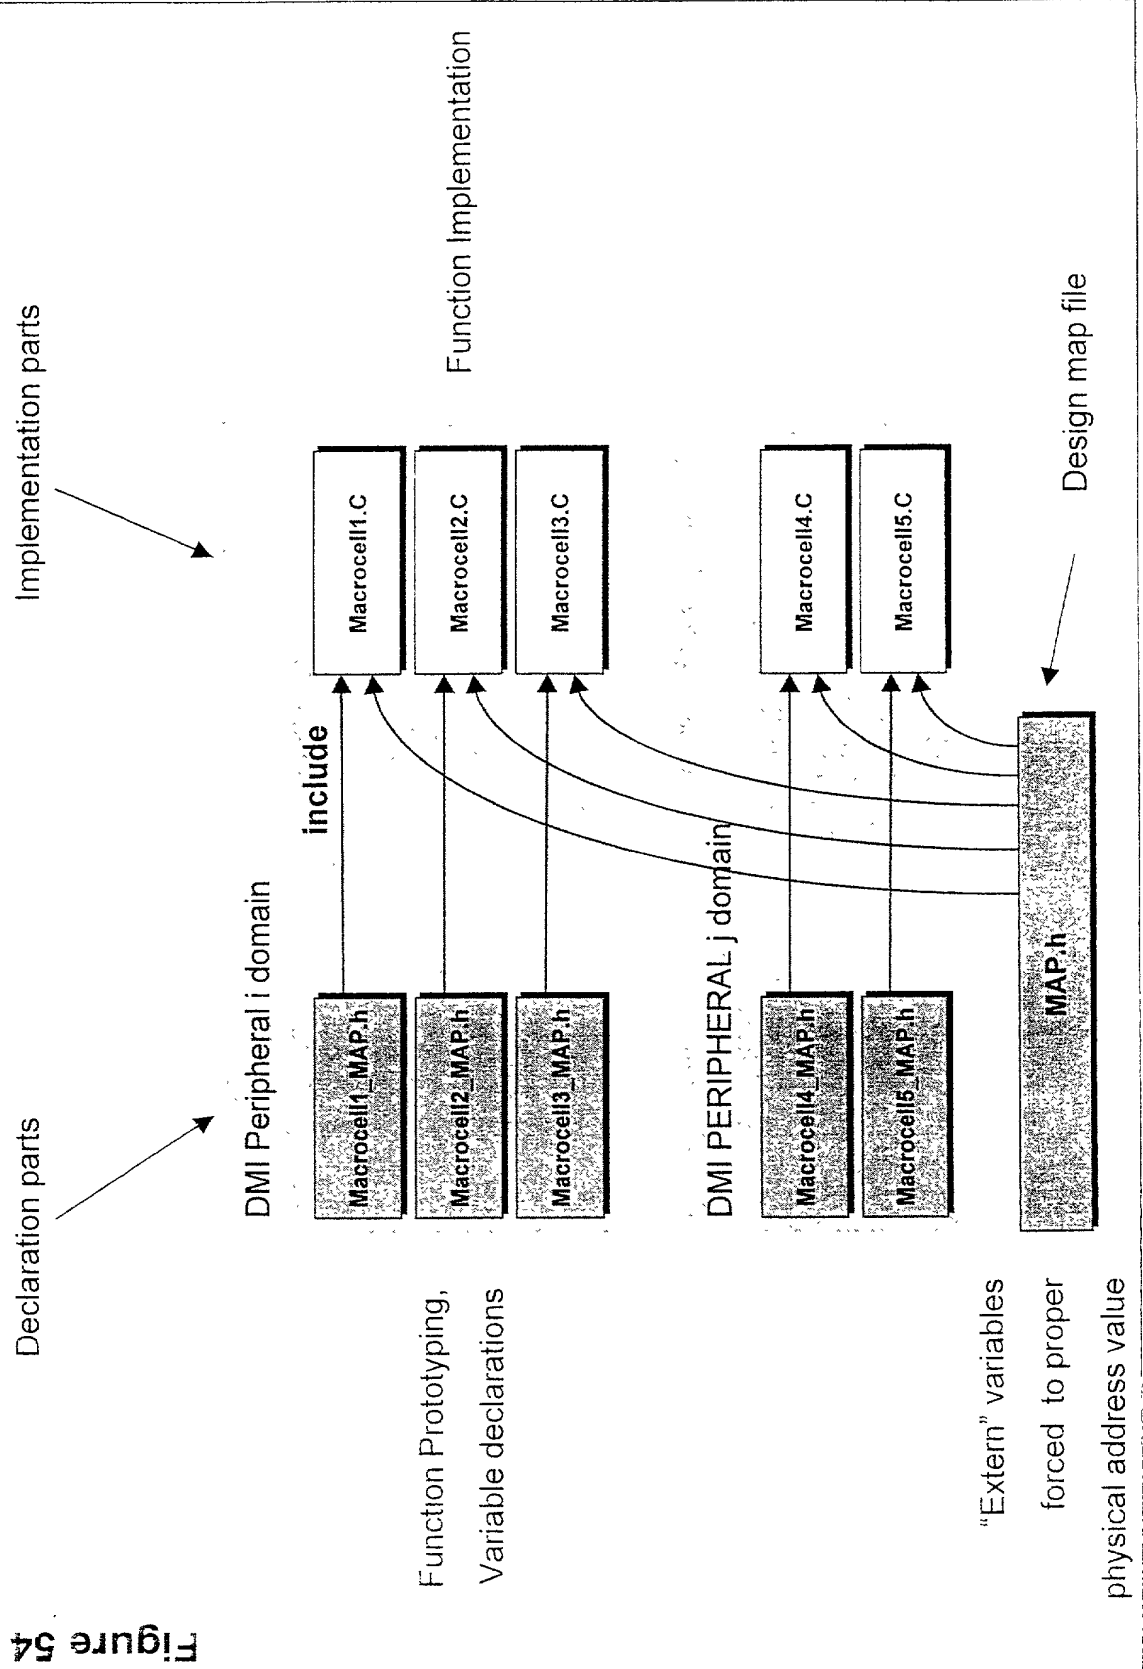 Figure 54
Declaration parts
Implementation parts
DMI Peripheral i domain
include
Function Prototyping,
Variable declarations
Macrocell1_MAP.h
Macrocell2_MAP.h
Macrocell3_MAP.h
Macrocell1.C
Macrocell2.C
Macrocell3.C
Function Implementation
DMI PERIPHERAL j domain
Macrocell4_MAP.h
Macrocell5_MAP.h
Macrocell4.C
Macrocell5.C
"Extern" variables
forced to proper
physical address value
MAP.h
Design map file